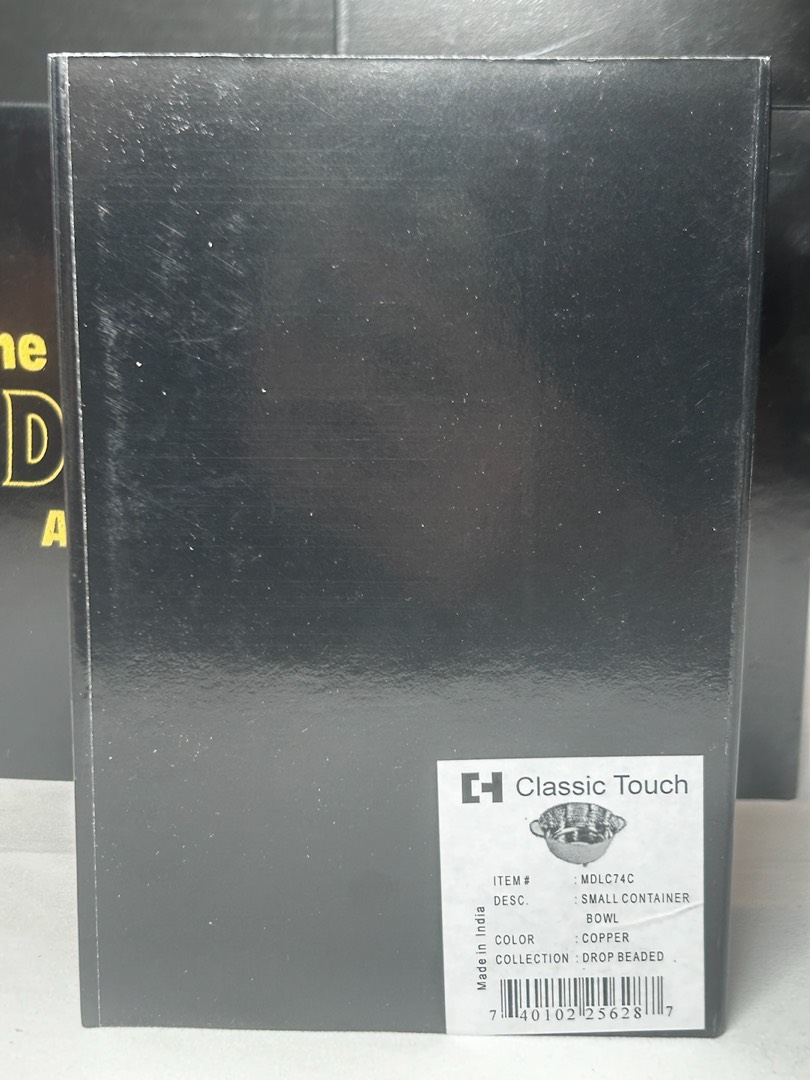 ne
D
A
Classic Touch
ITEM # : MDLC74C
DESC. : SMALL CONTAINER
BOWL
COLOR : COPPER
COLLECTION : DROP BEADED .
Made in India
7 40102 25628 7